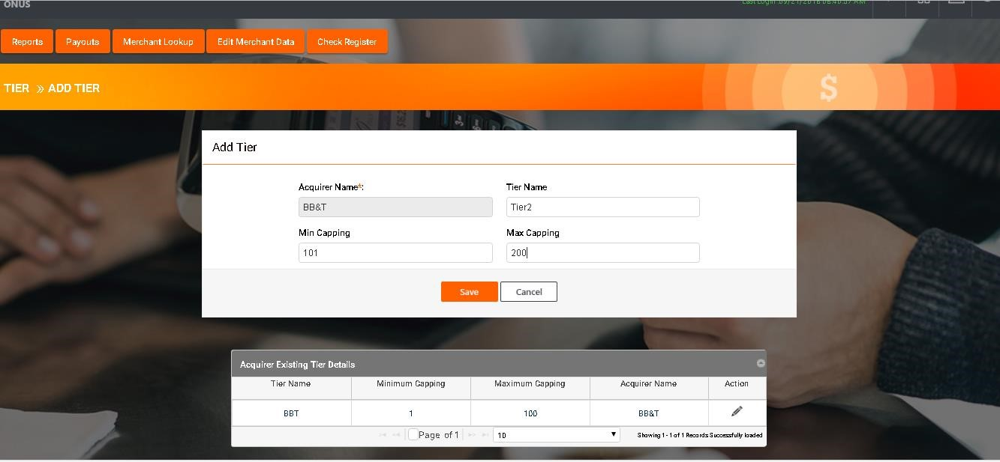 ONUS
Reports Payouts Merchant Lookup Edit Merchant Data Check Register
TIER » ADD TIER
$
Add Tier
Acquirer Name*: Tier Name
BB&T Tier2
Min Capping Max Capping
101 200
Save Cancel
Acquirer Existing Tier Details
Tier Name Minimum Capping Maximum Capping Acquirer Name Action
BBT 1 100 BB&T
Page of 1 10 Showing 1 - 1 of 1 Records Successfully loaded